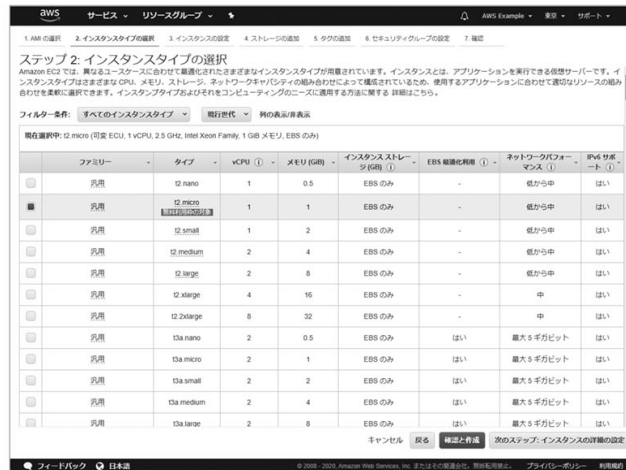 aws サービス リソースグループ AWS Example 東京 サポート
1. AMI の選択 2. インスタンスタイプの選択 3. インスタンスの設定 4. ストレージの追加 5. タグの追加 6. セキュリティグループの設定 7. 確認
ステップ 2: インスタンスタイプの選択
Amazon EC2 では、異なるユースケースに合わせて最適化されたさまざまなインスタンスタイプが用意されています。インスタンスとは、アプリケーションを実行できる仮想サーバーです。イ
ンスタンスタイプはさまざまな CPU、メモリ、ストレージ、ネットワークキャパシティの組み合わせによって構成されているため、使用するアプリケーションに合わせて適切なリソースの組み
合わせを柔軟に選択できます。インスタンスタイプおよびそれをコンピューティングのニーズに適用する方法に関する 詳細はこちら。
フィルター条件: すべてのインスタンスタイプ 現行世代 列の表示/非表示
現在選択中: t2.micro (可変 ECU, 1 vCPU, 2.5 GHz, Intel Xeon Family, 1 GiB メモリ, EBS のみ)
ファミリー タイプ vCPU メモリ (GiB) インスタンス ストレージ (GB) EBS 最適化利用 ネットワークパフォーマンス IPv6 サポート
汎用 t2.nano 1 0.5 EBS のみ - 低から中 はい
汎用 t2.micro 無料利用枠の対象 1 1 EBS のみ - 低から中 はい
汎用 t2.small 1 2 EBS のみ - 低から中 はい
汎用 t2.medium 2 4 EBS のみ - 低から中 はい
汎用 t2.large 2 8 EBS のみ - 低から中 はい
汎用 t2.xlarge 4 16 EBS のみ - 中 はい
汎用 t2.2xlarge 8 32 EBS のみ - 中 はい
汎用 t3a.nano 2 0.5 EBS のみ はい 最大 5 ギガビット はい
汎用 t3a.micro 2 1 EBS のみ はい 最大 5 ギガビット はい
汎用 t3a.small 2 2 EBS のみ はい 最大 5 ギガビット はい
汎用 t3a.medium 2 4 EBS のみ はい 最大 5 ギガビット はい
汎用 t3a.large 2 8 EBS のみ はい 最大 5 ギガビット はい
キャンセル 戻る 確認と作成 次のステップ: インスタンスの詳細の設定
フィードバック 日本語 © 2008 - 2020, Amazon Web Services, Inc. またはその関連会社。無断転用禁止。 プライバシーポリシー 利用規約